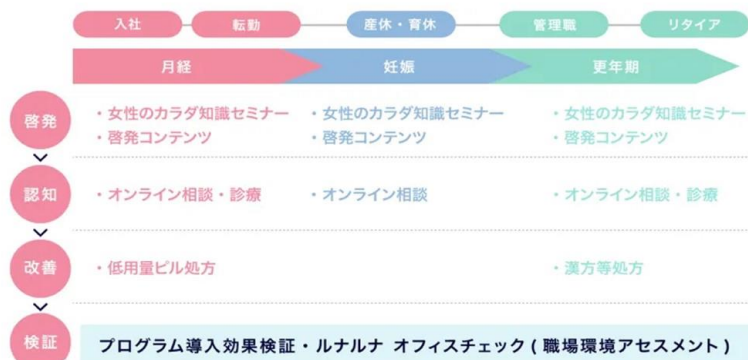 入社 転勤 産休・育休 管理職 リタイア
月経 妊娠 更年期
啓発
・女性のカラダ知識セミナー ・女性のカラダ知識セミナー ・女性のカラダ知識セミナー
・啓発コンテンツ ・啓発コンテンツ ・啓発コンテンツ
認知 ・オンライン相談・診療 ・オンライン相談 ・オンライン相談・診療
改善 ・低用量ピル処方 ・漢方等処方
検証 プログラム導入効果検証・ルナルナ オフィスチェック ( 職場環境アセスメント )